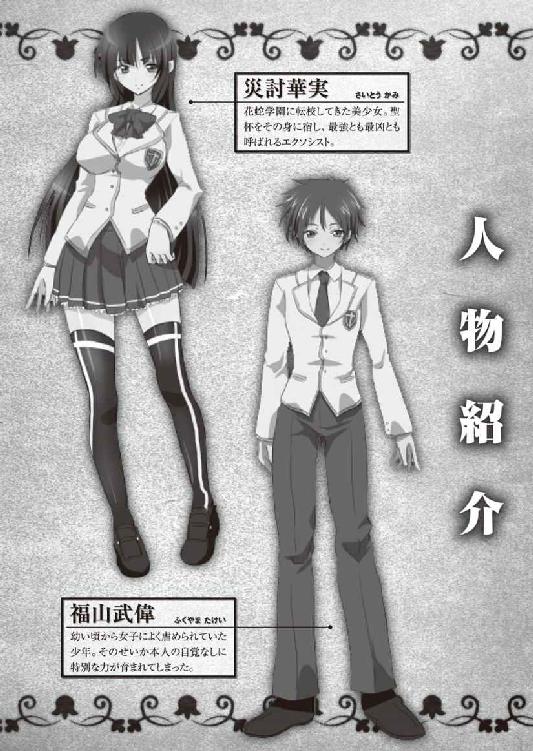 人物紹介
災討華実 さいとう かみ
花蛇学園に転校してきた美少女。聖
杯をその身に宿し、最強とも最凶とも
呼ばれるエクソシスト。
福山武偉 ふくやま たけい
幼い頃から女子によく虐められていた
少年。そのせいか本人の自覚なしに
特別な力が育まれてしまった。